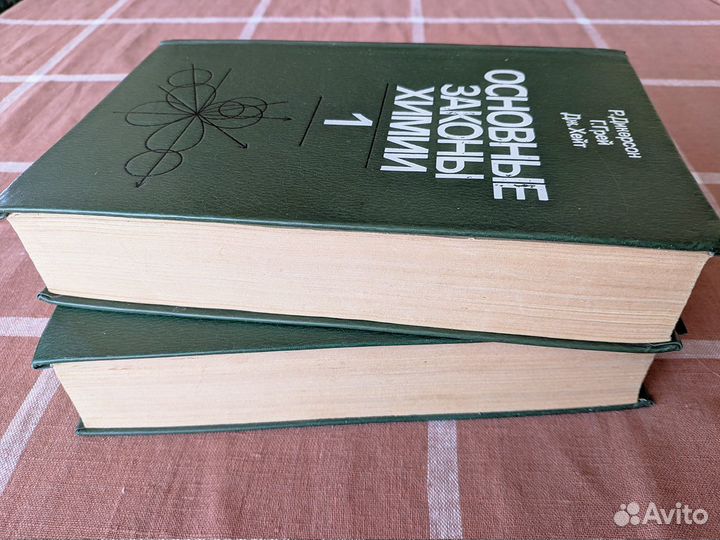 Р. Дикерсон
Г. Грей
Дж. Хейт
ОСНОВНЫЕ
ЗАКОНЫ
ХИМИИ
1
Avito